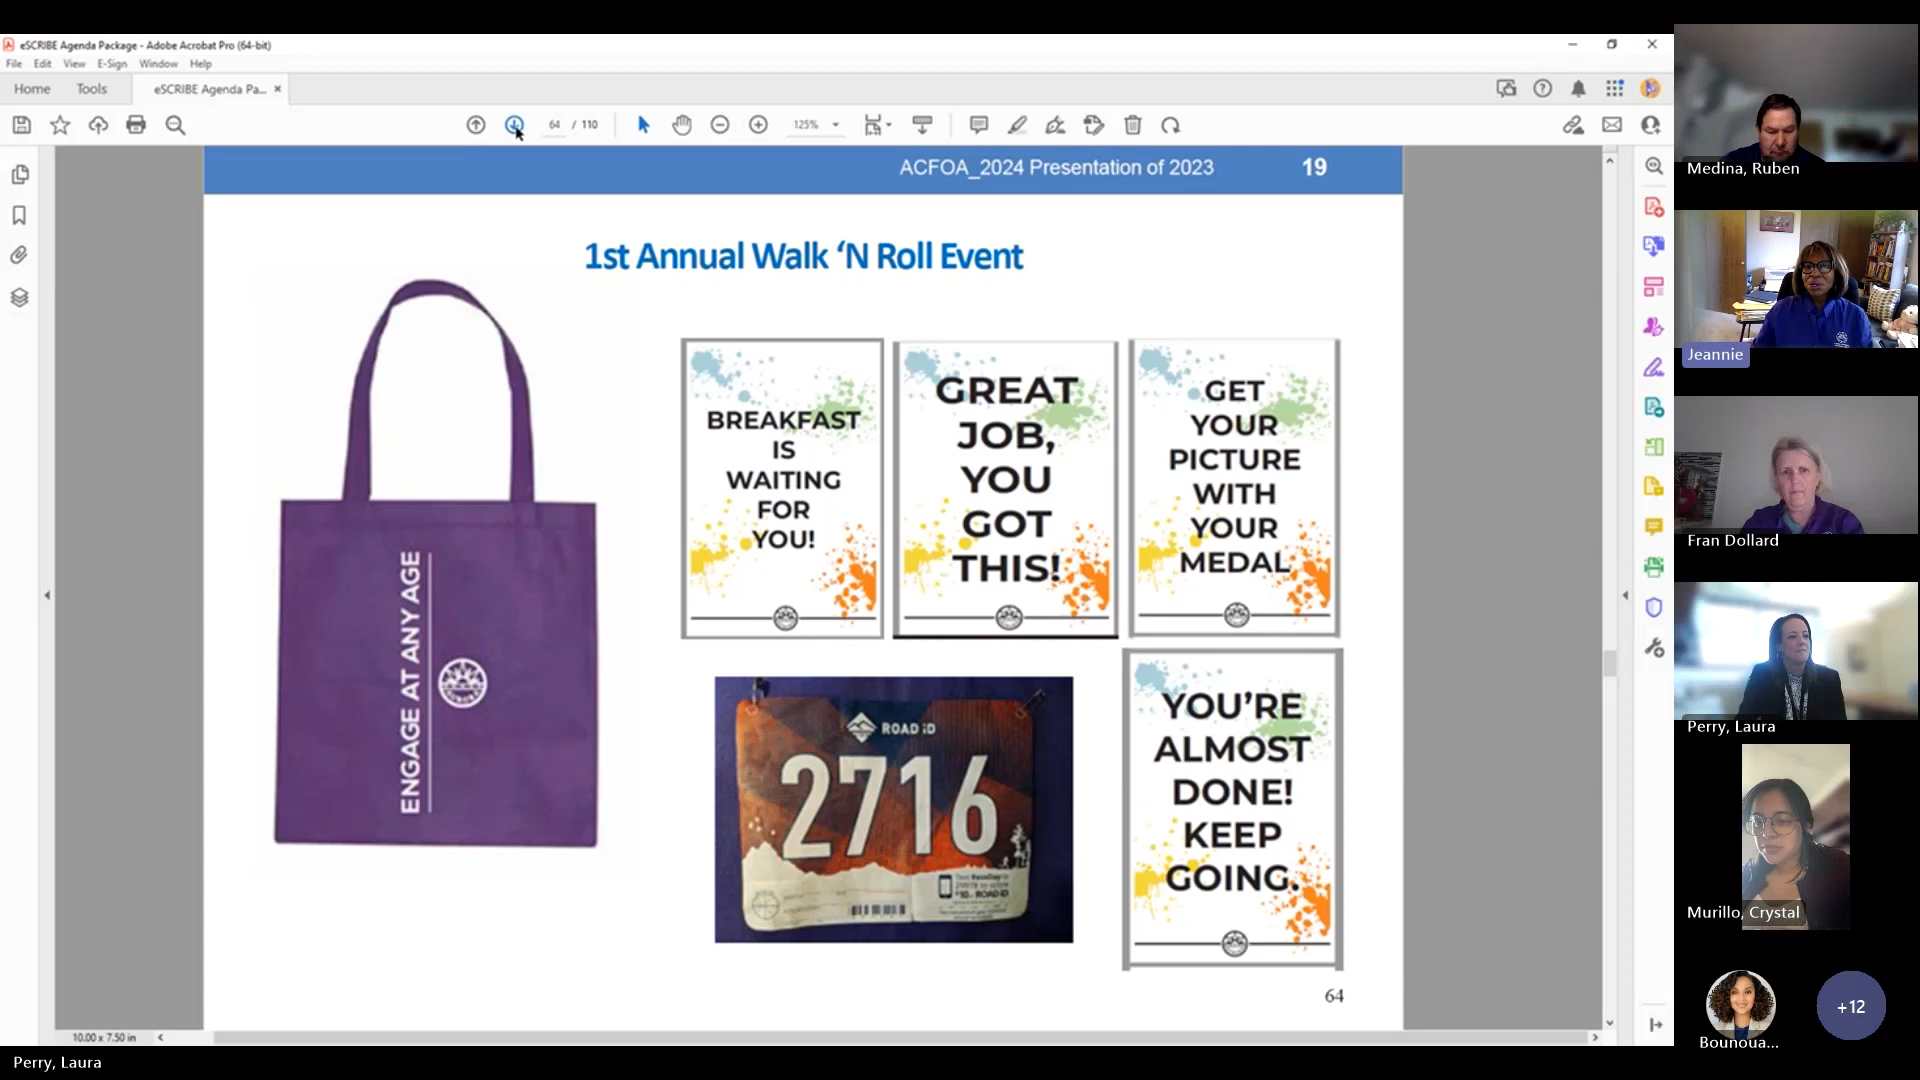 eSCRIBE Agenda Package - Adobe Acrobat Pro (64-bit)
File Edit View E-Sign Window Help
Home Tools eSCRIBE Agenda Pa...
64 / 110 125%
ACFOA_2024 Presentation of 2023 19
1st Annual Walk ‘N Roll Event
ENGAGE AT ANY AGE
BREAKFAST
IS
WAITING
FOR
YOU!
GREAT
JOB,
YOU
GOT
THIS!
GET
YOUR
PICTURE
WITH
YOUR
MEDAL
ROAD iD
2716
YOU’RE
ALMOST
DONE!
KEEP
GOING.
64
10.00 x 7.50 in
Perry, Laura
Medina, Ruben
Jeannie
Fran Dollard
Perry, Laura
Murillo, Crystal
Bounoua...
+12